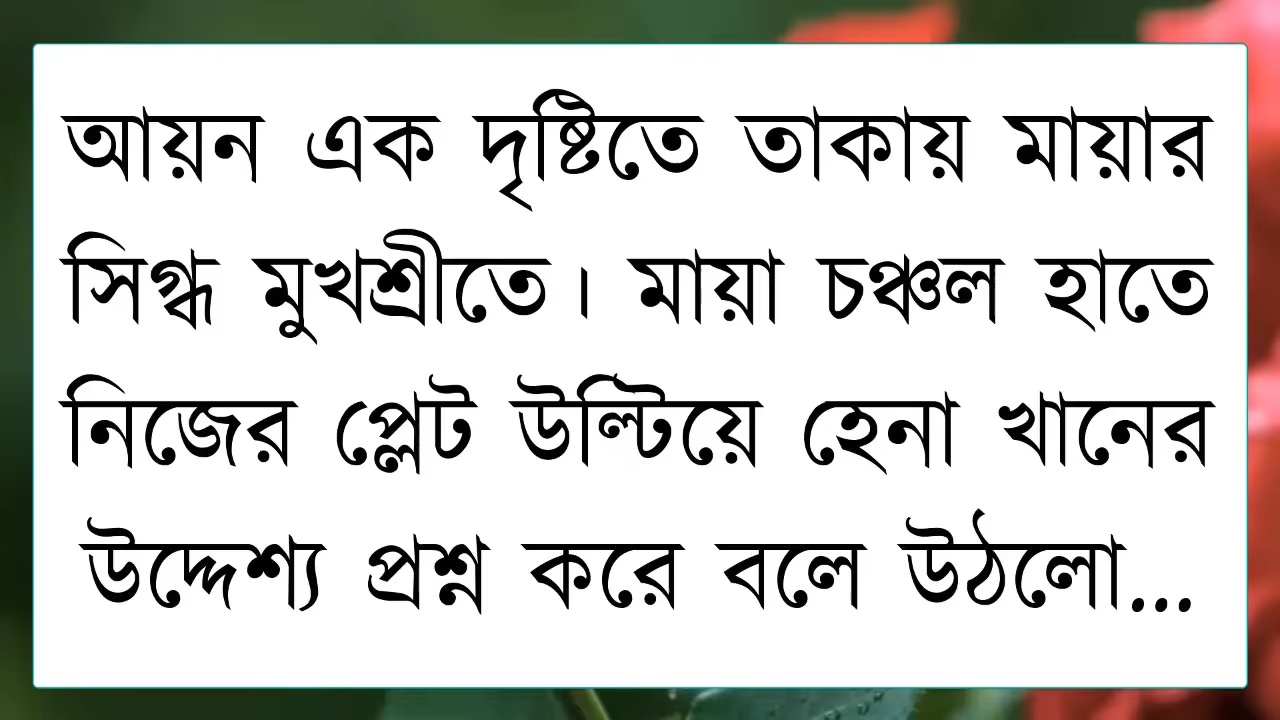 আয়ন এক দৃষ্টিতে তাকায় মায়ার
সিগ্ধ মুখশ্রীতে। মায়া চঞ্চল হাতে
নিজের প্লেট উল্টিয়ে হেনা খানের
উদ্দেশ্য প্রশ্ন করে বলে উঠলো...